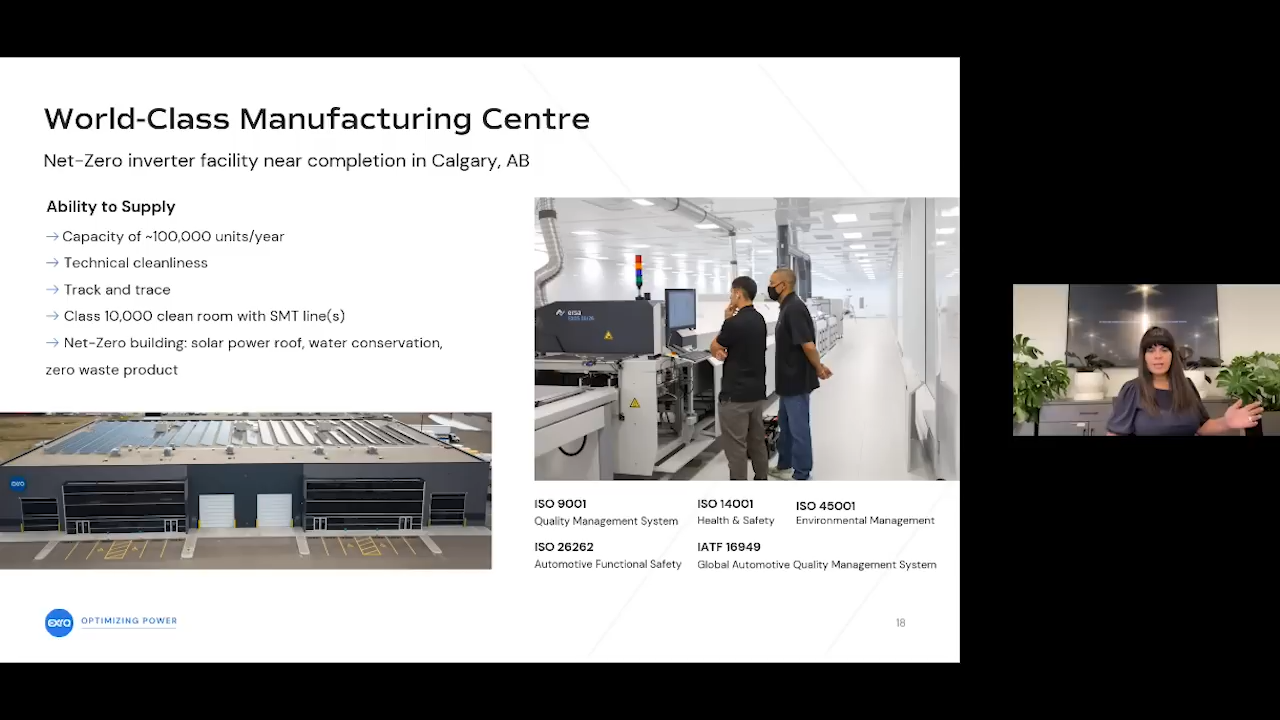 World-Class Manufacturing Centre
Net-Zero inverter facility near completion in Calgary, AB
Ability to Supply
→ Capacity of ~100,000 units/year
→ Technical cleanliness
→ Track and trace
→ Class 10,000 clean room with SMT line(s)
→ Net-Zero building: solar power roof, water conservation,
zero waste product
ersa
exro
ISO 9001
Quality Management System
ISO 14001
Health & Safety
ISO 45001
Environmental Management
ISO 26262
Automotive Functional Safety
IATF 16949
Global Automotive Quality Management System
exro
OPTIMIZING POWER
18